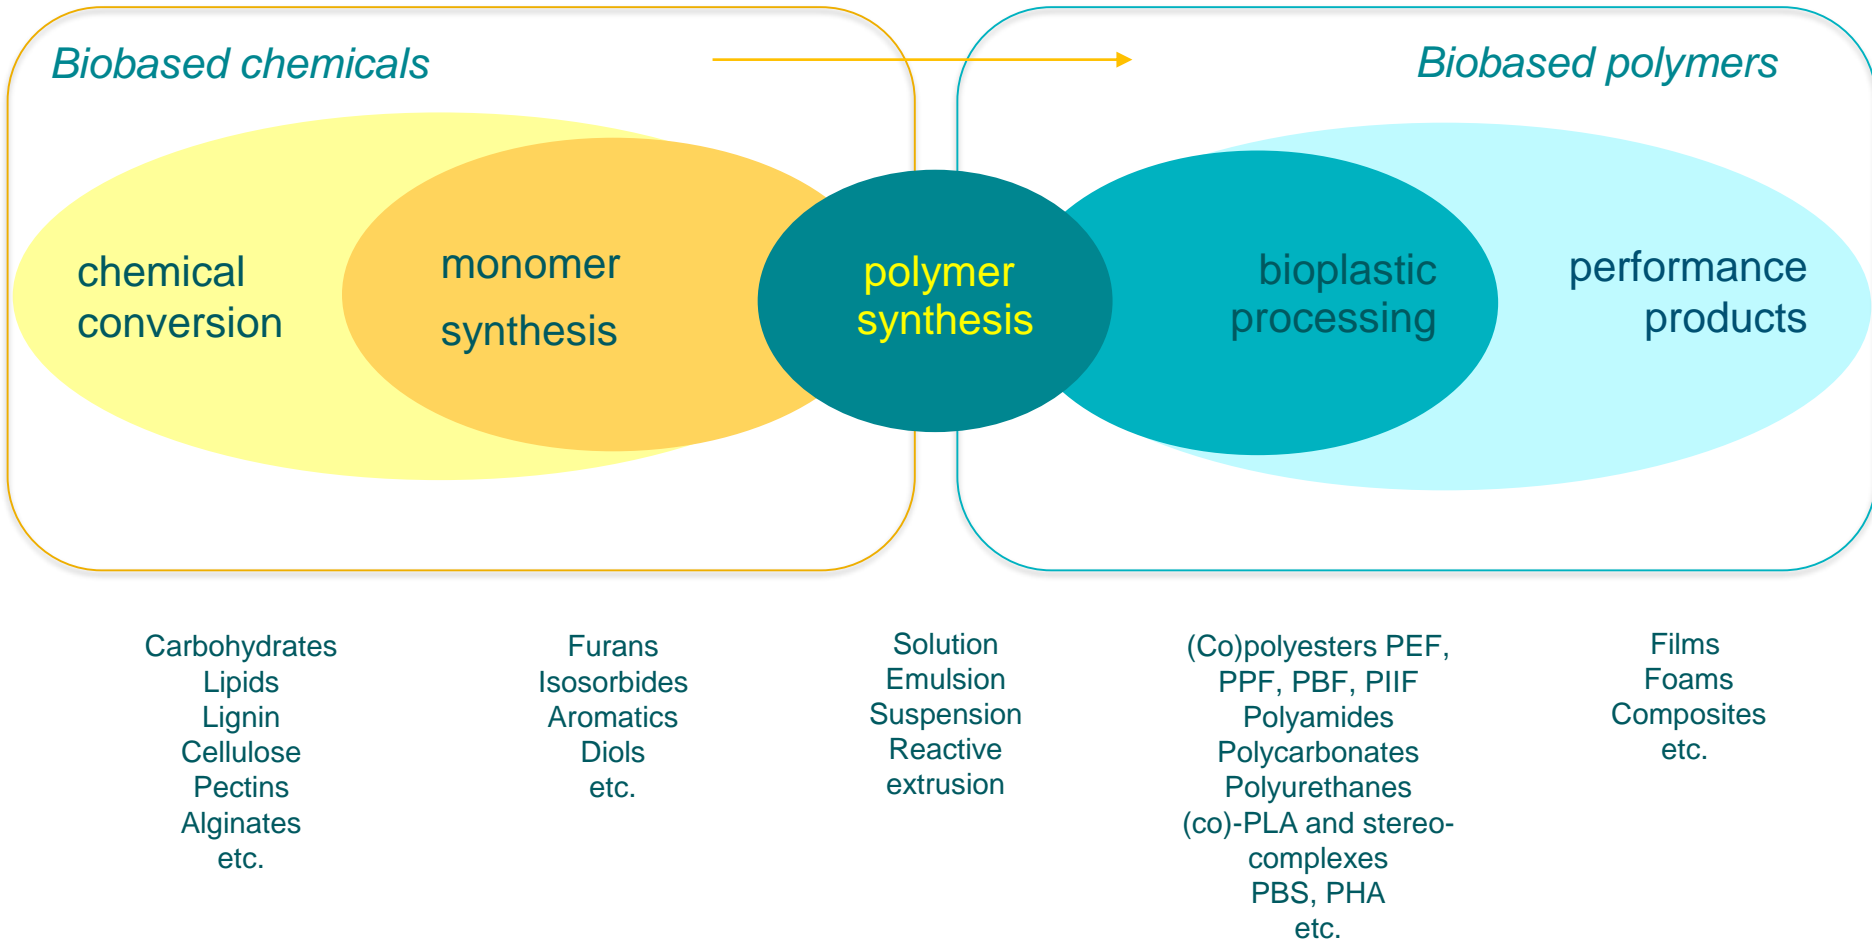 Biobased chemicals
Biobased polymers
chemical
conversion
monomer
synthesis
polymer
synthesis
bioplastic
processing
performance
products
Carbohydrates
Lipids
Lignin
Cellulose
Pectins
Alginates
etc.
Furans
Isosorbides
Aromatics
Diols
etc.
Solution
Emulsion
Suspension
Reactive
extrusion
(Co)polyesters PEF,
PPF, PBF, PIIF
Polyamides
Polycarbonates
Polyurethanes
(co)-PLA and stereo-
complexes
PBS, PHA
etc.
Films
Foams
Composites
etc.